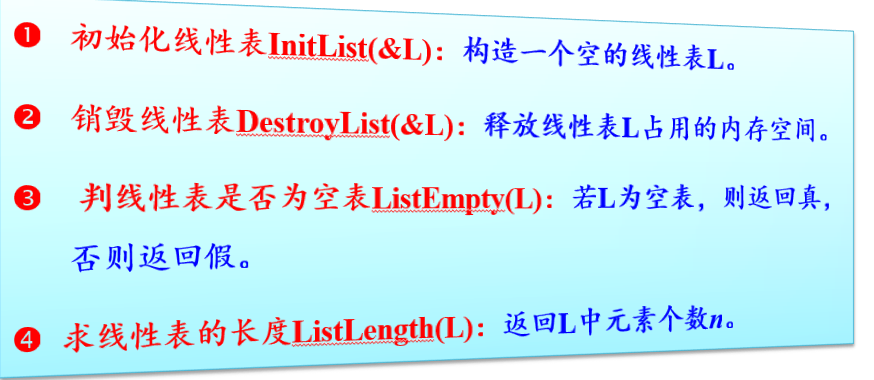 ❶ 初始化线性表InitList(&L)：构造一个空的线性表L。
❷ 销毁线性表DestroyList(&L)：释放线性表L占用的内存空间。
❸ 判线性表是否为空表ListEmpty(L)：若L为空表，则返回真，
否则返回假。
❹ 求线性表的长度ListLength(L)：返回L中元素个数n。